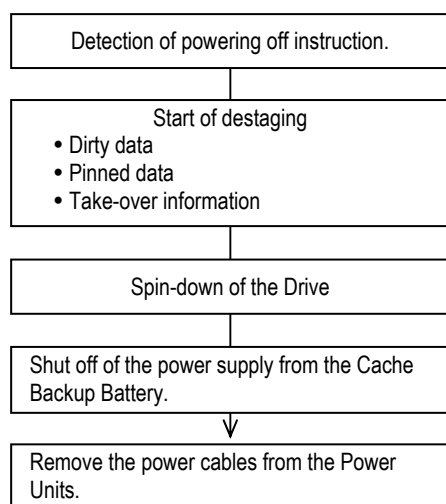 Detection of powering off instruction.
Start of destaging
• Dirty data
• Pinned data
• Take-over information
Spin-down of the Drive
Shut off of the power supply from the Cache
Backup Battery.
Remove the power cables from the Power
Units.